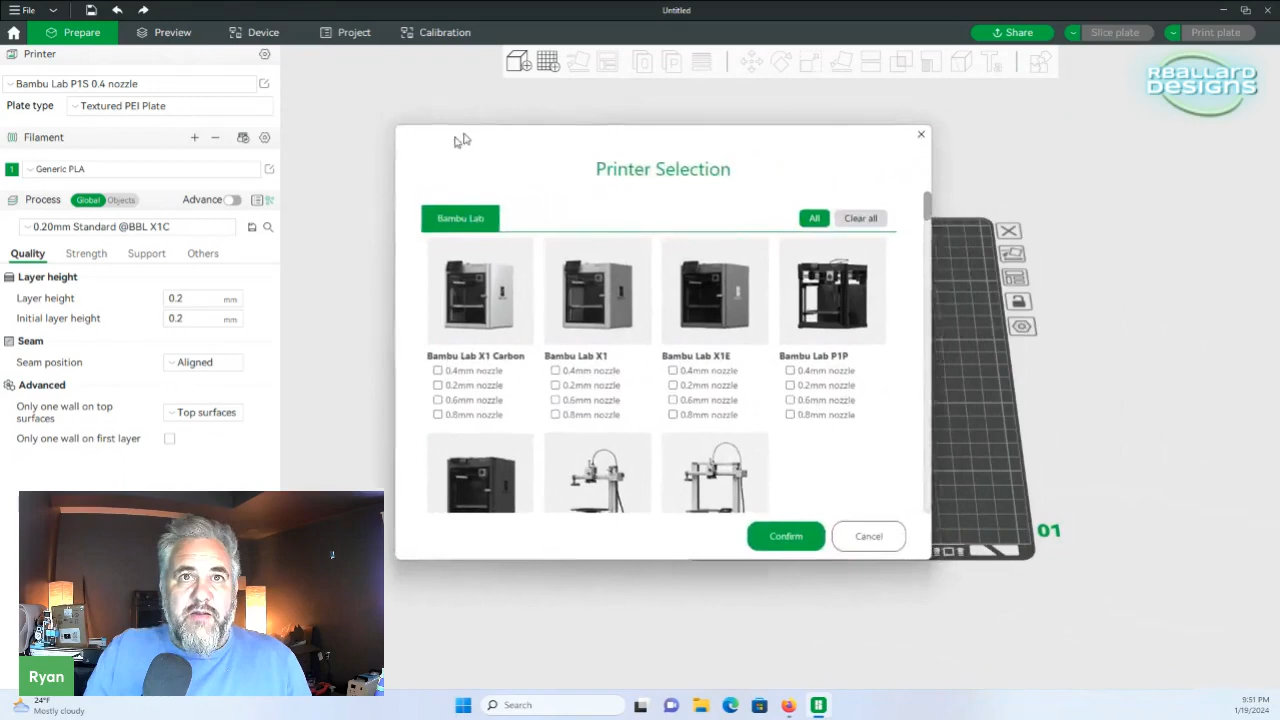 File
Untitled
Prepare
Preview
Device
Project
Calibration
Share
Slice plate
Print plate
Printer
Bambu Lab P1S 0.4 nozzle
Plate type
Textured PEI Plate
Filament
1
Generic PLA
Process
Global
Objects
Advance
0.20mm Standard @BBL X1C
Quality
Strength
Support
Others
Layer height
Layer height
0.2
mm
Initial layer height
0.2
mm
Seam
Seam position
Aligned
Advanced
Only one wall on top
surfaces
Top surfaces
Only one wall on first layer
RBALLARD
DESIGNS
Printer Selection
Bambu Lab
All
Clear all
Bambu Lab X1 Carbon
0.4mm nozzle
0.2mm nozzle
0.6mm nozzle
0.8mm nozzle
Bambu Lab X1
0.4mm nozzle
0.2mm nozzle
0.6mm nozzle
0.8mm nozzle
Bambu Lab X1E
0.4mm nozzle
0.2mm nozzle
0.6mm nozzle
0.8mm nozzle
Bambu Lab P1P
0.4mm nozzle
0.2mm nozzle
0.6mm nozzle
0.8mm nozzle
Confirm
Cancel
01
Ryan
24°F
Mostly cloudy
Search
9:51 PM
1/19/2024